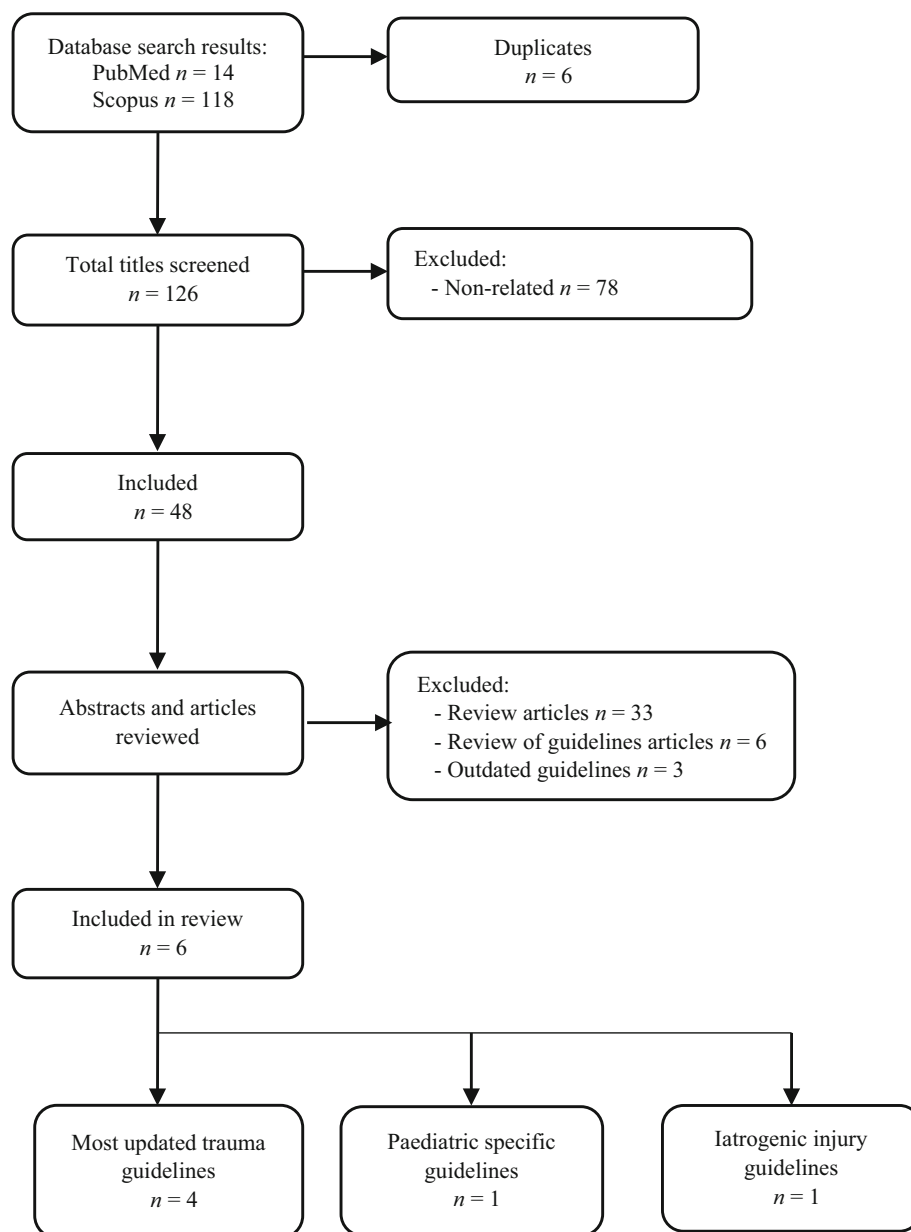 Database search results:
PubMed n = 14
Scopus n = 118
Duplicates
n = 6
Total titles screened
n = 126
Excluded:
- Non-related n = 78
Included
n = 48
Abstracts and articles
reviewed
Excluded:
- Review articles n = 33
- Review of guidelines articles n = 6
- Outdated guidelines n = 3
Included in review
n = 6
Most updated trauma
guidelines
n = 4
Paediatric specific
guidelines
n = 1
Iatrogenic injury
guidelines
n = 1